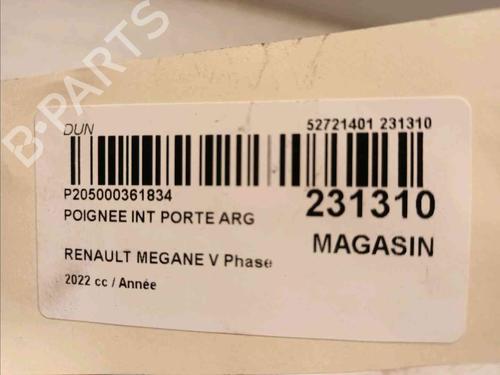 B-PARTS
DUN
52721401 231310
P205000361834
POIGNEE INT PORTE ARG
231310
MAGASIN
RENAULT MEGANE V Phase
2022 cc / Année